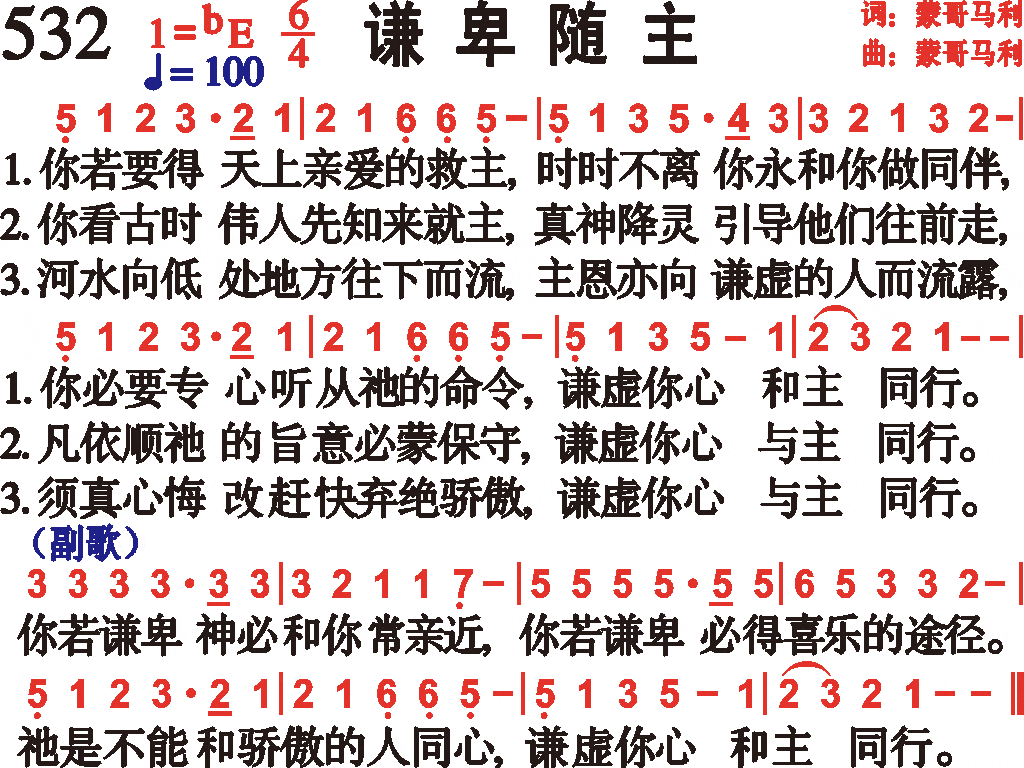 532 1=bE 6/4 谦卑随主 词：蒙哥马利
♩=100 曲：蒙哥马利
5 1 2 3·2 1|2 1 6 6 5－|5 1 3 5·4 3|3 2 1 3 2－|
1.你若要得 天上亲爱的救主，时时不离 你永和你做同伴，
2.你看古时 伟人先知来就主，真神降灵 引导他们往前走，
3.河水向低 处地方往下而流，主恩亦向 谦虚的人而流露，
5 1 2 3·2 1|2 1 6 6 5－|5 1 3 5－1|2 3 2 1－－|
1.你必要专 心听从祂的命令，谦虚你心 和主 同行。
2.凡依顺祂 的旨意必蒙保守，谦虚你心 与主 同行。
3.须真心悔 改赶快弃绝骄傲，谦虚你心 与主 同行。
（副歌）
3 3 3 3·3 3|3 2 1 1 7－|5 5 5 5·5 5|6 5 3 3 2－|
你若谦卑 神必和你常亲近，你若谦卑 必得喜乐的途径。
5 1 2 3·2 1|2 1 6 6 5－|5 1 3 5－1|2 3 2 1－－‖
祂是不能 和骄傲的人同心，谦虚你心 和主 同行。